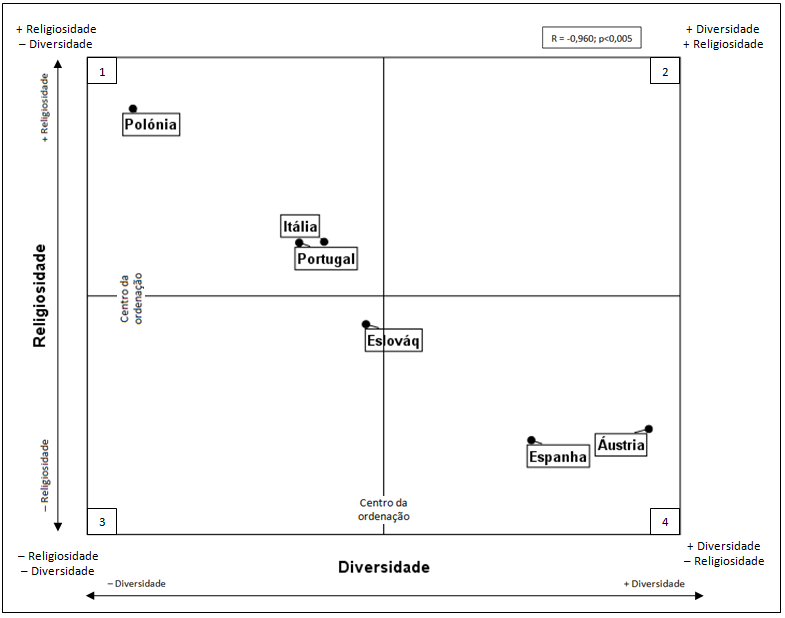 + Religiosidade
– Diversidade
R = -0,960; p<0,005
+ Diversidade
+ Religiosidade
1
2
+ Religiosidade
Polónia
Itália
Portugal
Religiosidade
Centro da
ordenação
Eslováq
Espanha
Áustria
– Religiosidade
Centro da
ordenação
3
4
– Religiosidade
– Diversidade
+ Diversidade
– Religiosidade
Diversidade
– Diversidade
+ Diversidade